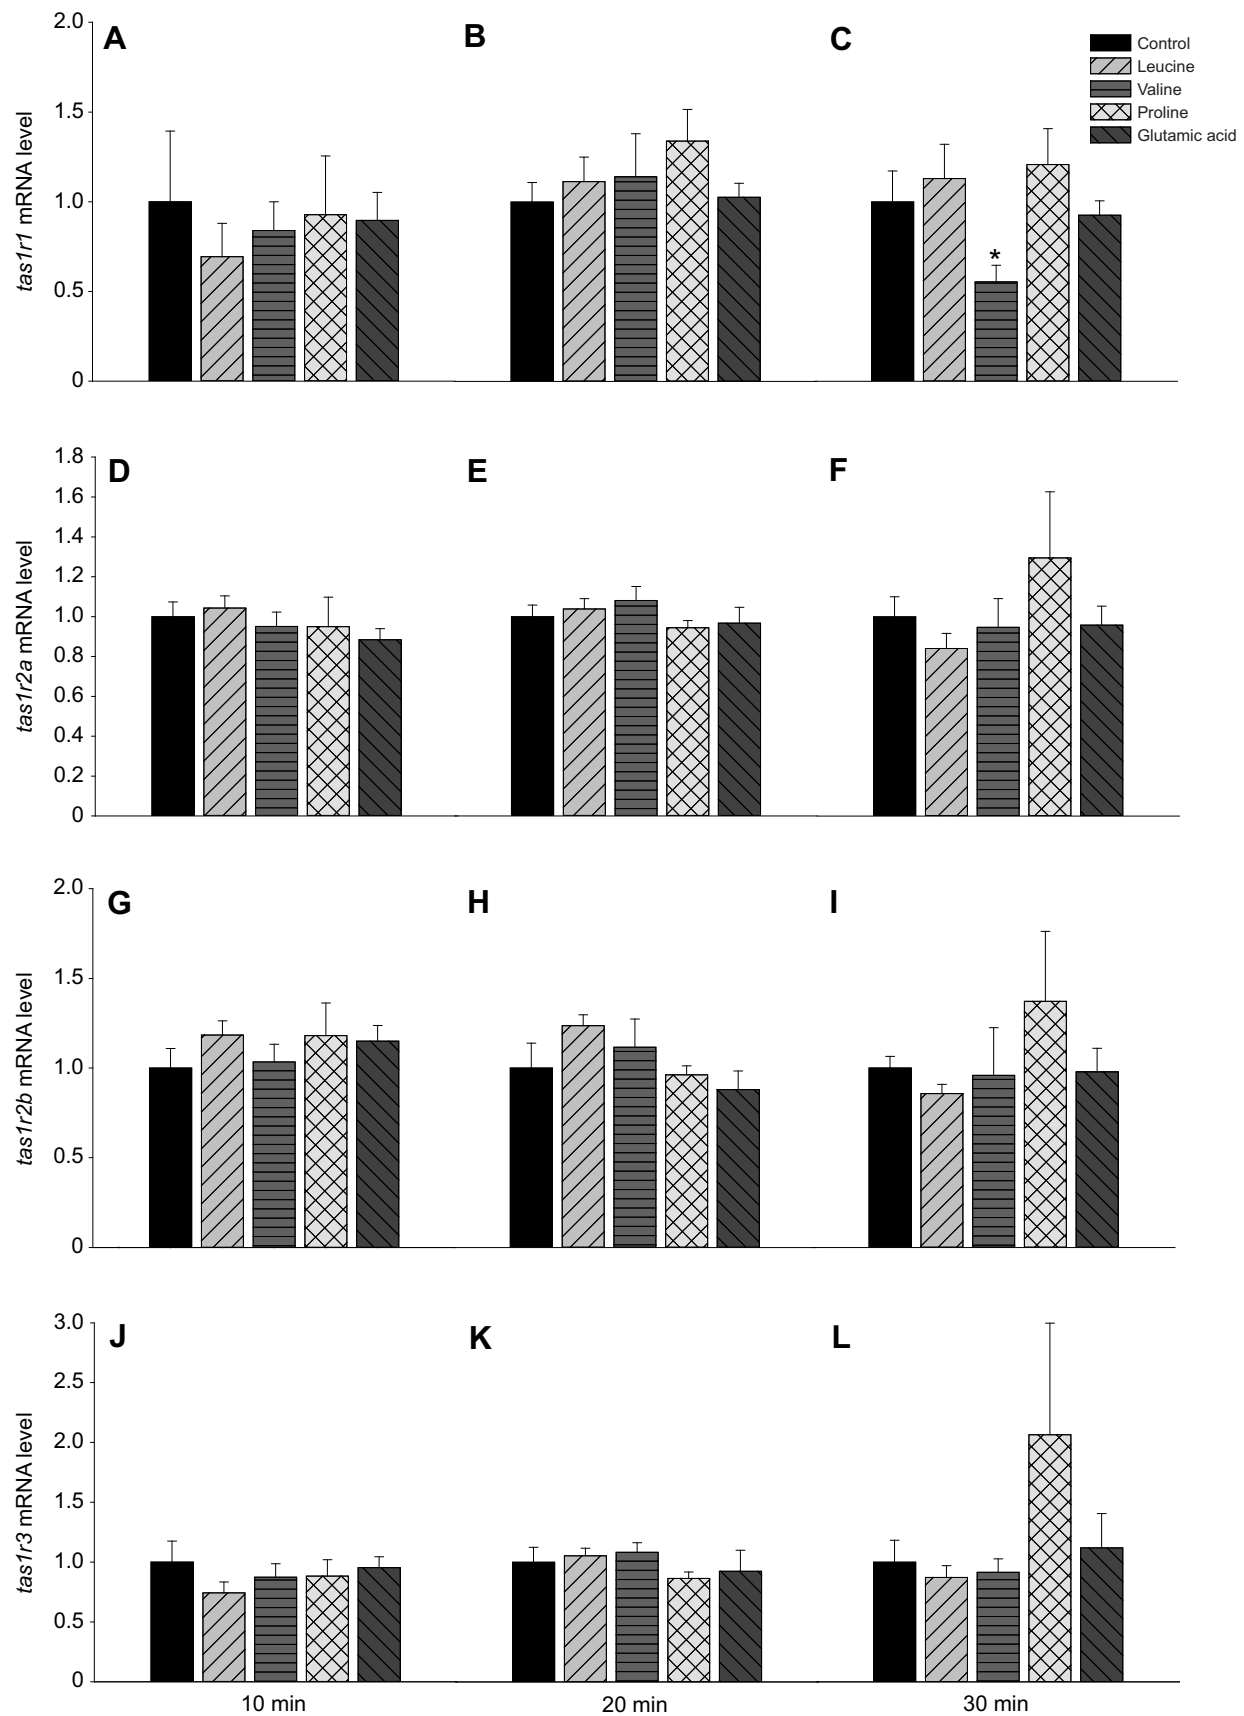 A
B
C
2.0
1.5
1.0
0.5
0
tas1r1 mRNA level
Control
Leucine
Valine
Proline
Glutamic acid
*
D
E
F
1.8
1.6
1.4
1.2
1.0
0.8
0.6
0.4
0.2
0
tas1r2a mRNA level
G
H
I
2.0
1.5
1.0
0.5
0
tas1r2b mRNA level
J
K
L
3.0
2.5
2.0
1.5
1.0
0.5
0
tas1r3 mRNA level
10 min
20 min
30 min